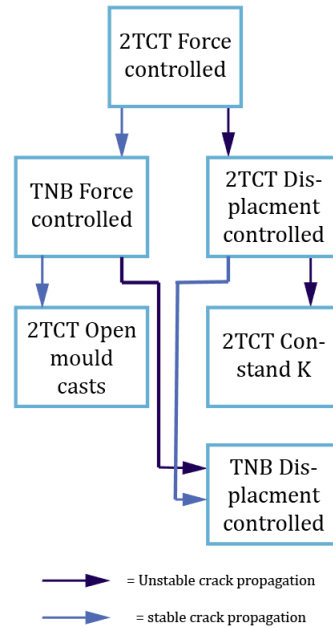 2TCT Force
controlled
TNB Force
controlled
2TCT Dis-
placment
controlled
2TCT Open
mould
casts
2TCT Con-
stand K
TNB Dis-
placment
controlled
= Unstable crack propagation
= stable crack propagation